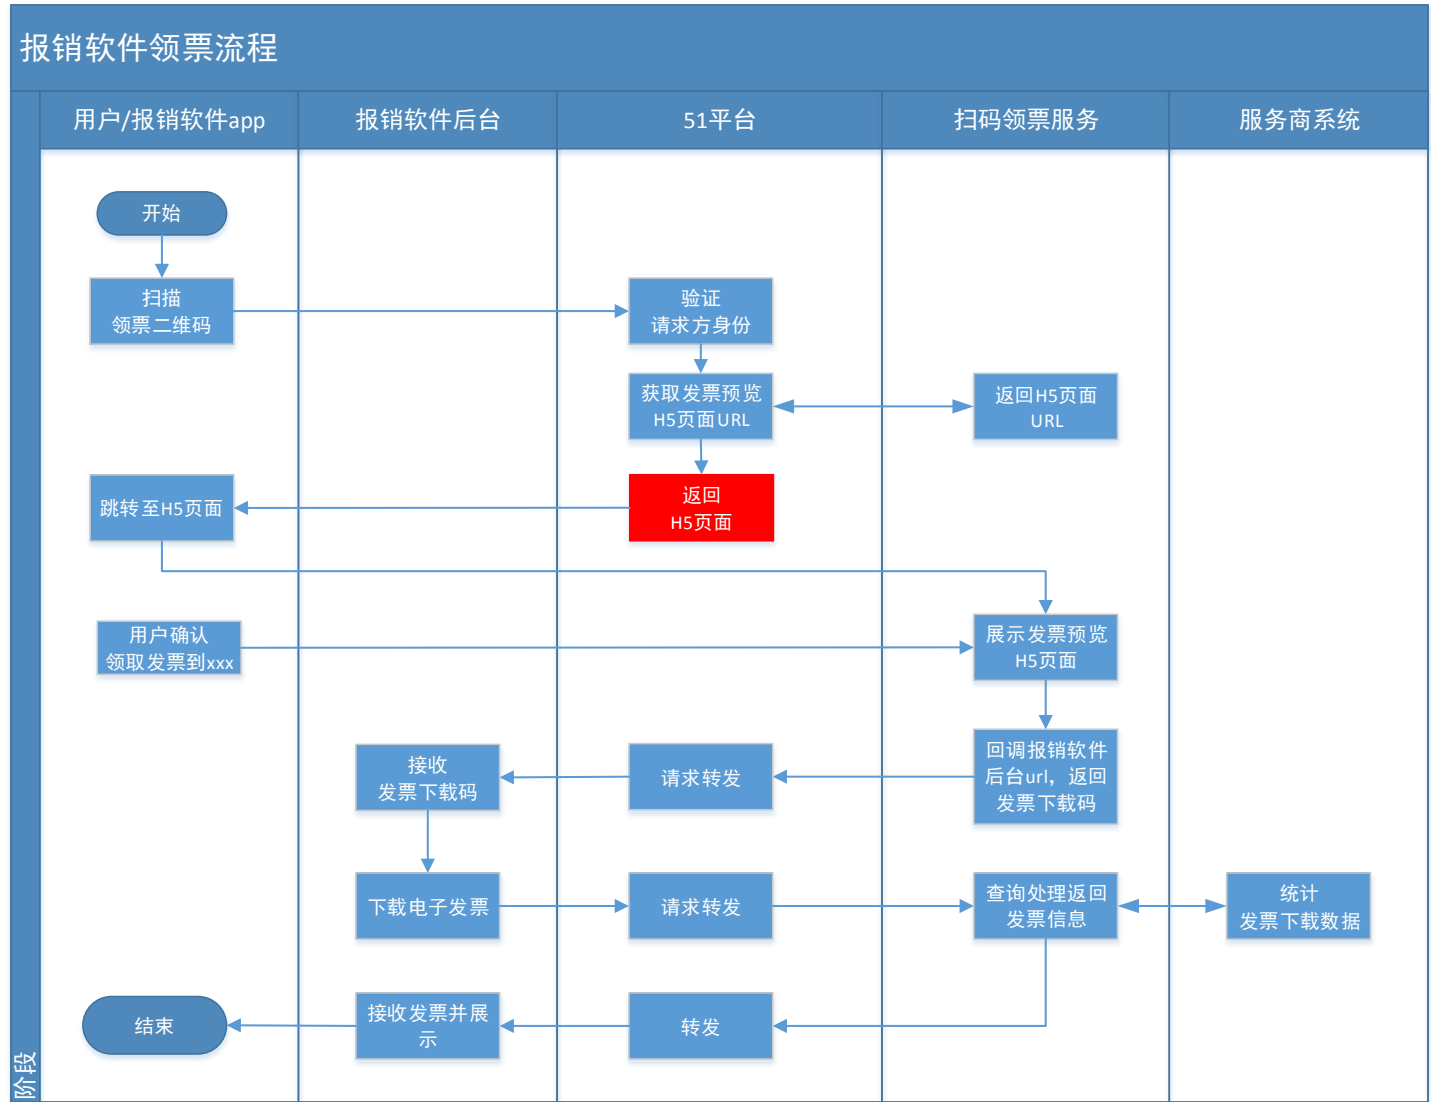 报销软件领票流程
用户/报销软件app
报销软件后台
51平台
扫码领票服务
服务商系统
开始
扫描
领票二维码
验证
请求方身份
获取发票预览
H5页面URL
返回H5页面
URL
跳转至H5页面
返回
H5页面
用户确认
领取发票到xxx
展示发票预览
H5页面
接收
发票下载码
请求转发
回调报销软件
后台url，返回
发票下载码
下载电子发票
请求转发
查询处理返回
发票信息
统计
发票下载数据
结束
接收发票并展
示
转发
阶段